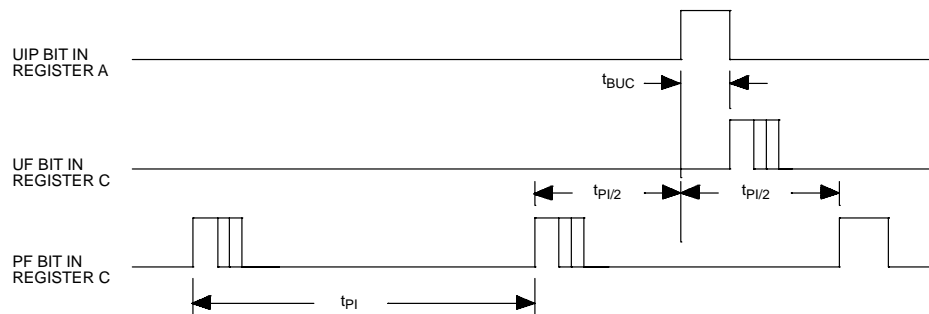 UIP BIT IN
REGISTER A
tBUC
UF BIT IN
REGISTER C
tPI/2
tPI/2
PF BIT IN
REGISTER C
tPI